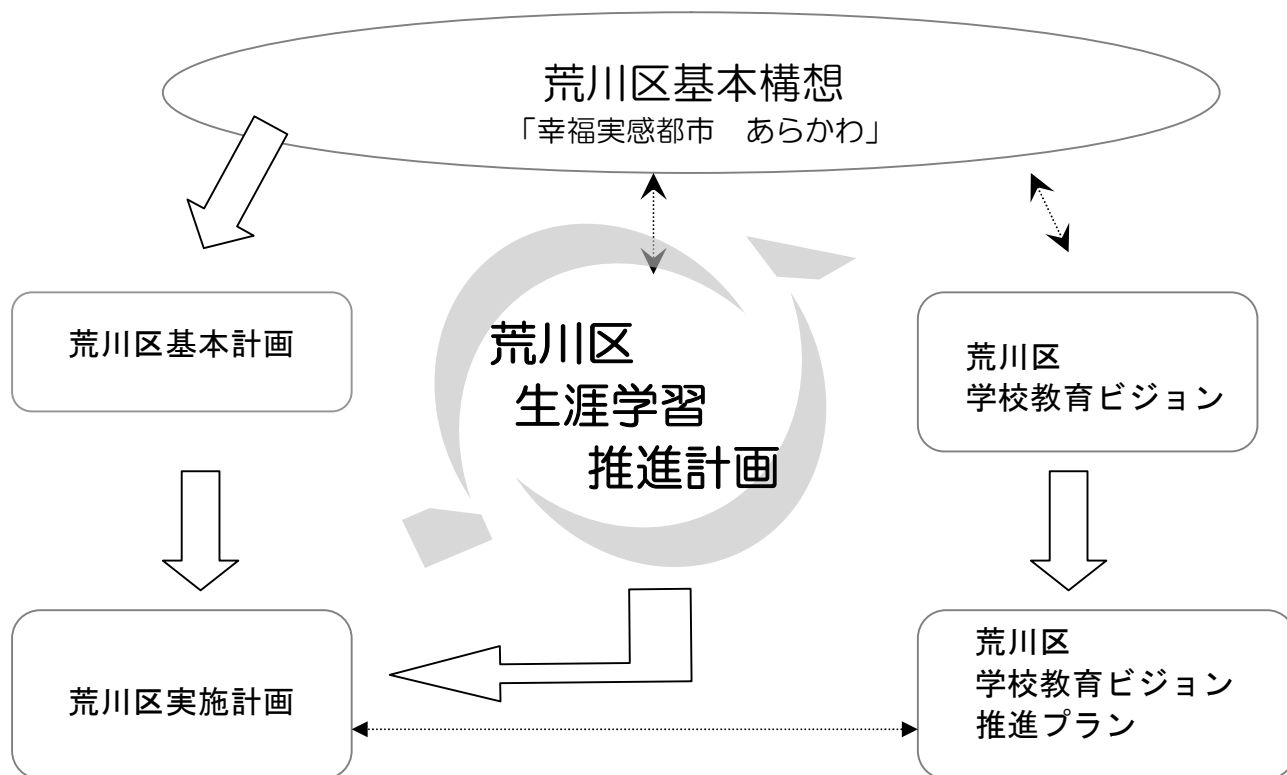 荒川区基本構想
「幸福実感都市　あらかわ」
荒川区基本計画
荒川区
生涯学習
推進計画
荒川区
学校教育ビジョン
荒川区実施計画
荒川区
学校教育ビジョン
推進プラン